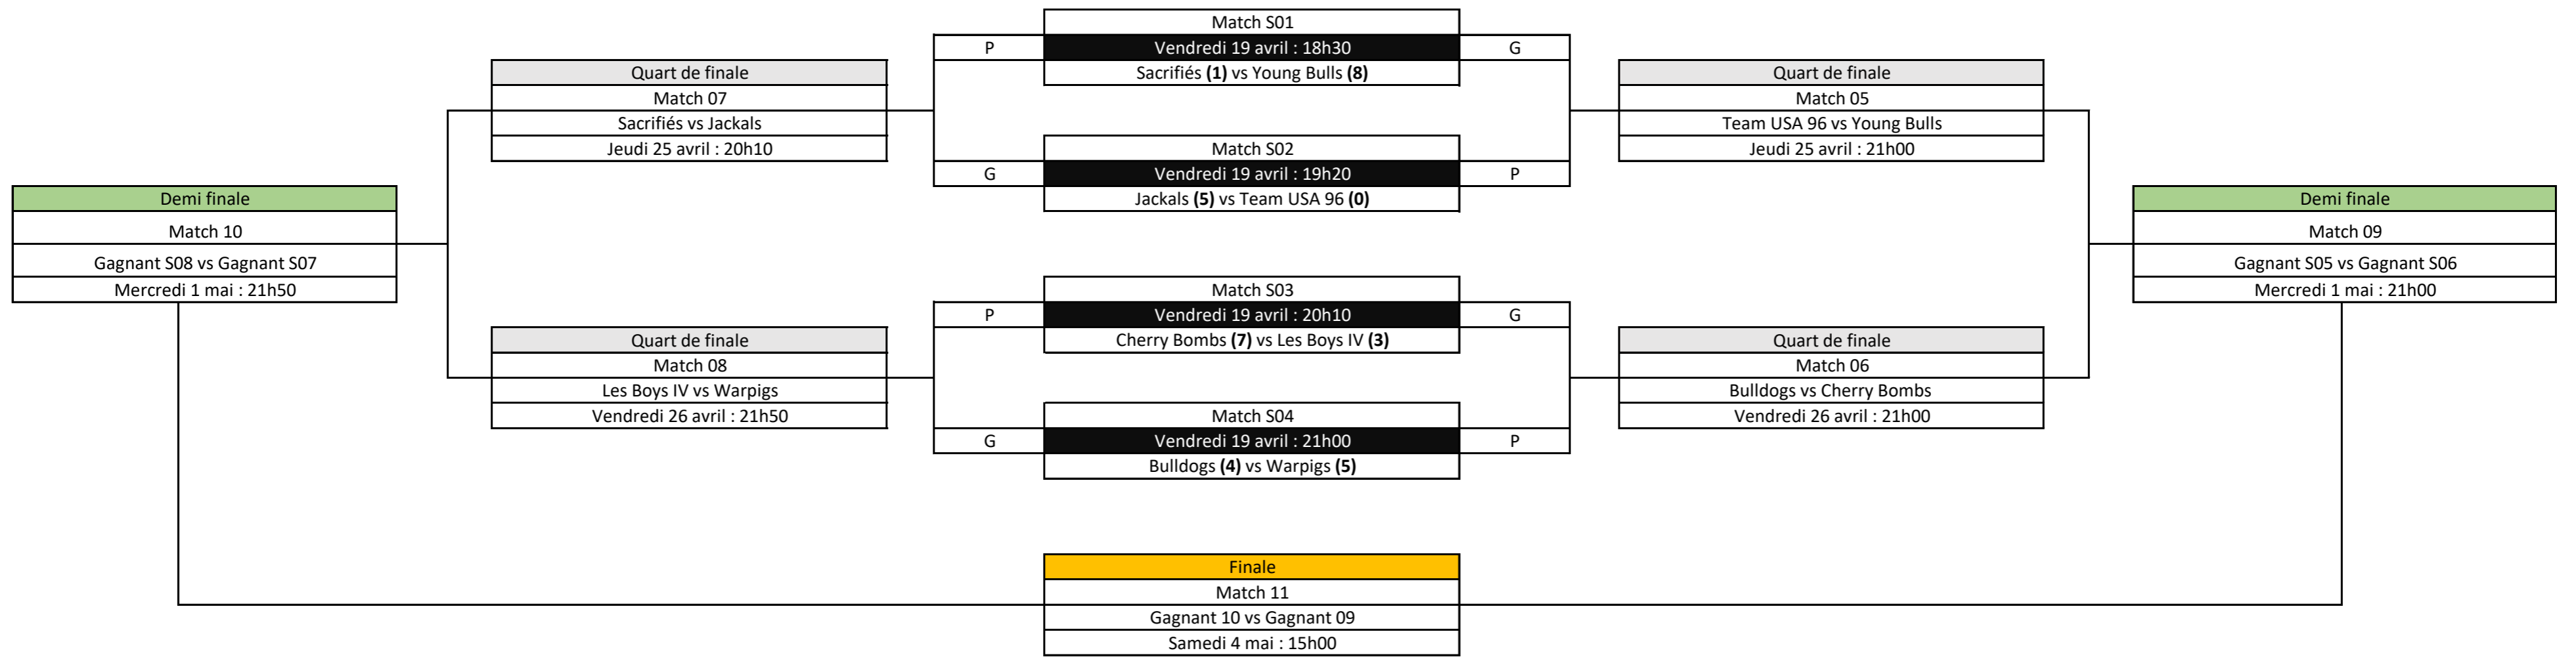 Match S01
P
Vendredi 19 avril : 18h30
G
Sacrifiés (1) vs Young Bulls (8)
Quart de finale
Match 07
Sacrifiés vs Jackals
Jeudi 25 avril : 20h10
Quart de finale
Match 05
Team USA 96 vs Young Bulls
Jeudi 25 avril : 21h00
Match S02
G
Vendredi 19 avril : 19h20
P
Jackals (5) vs Team USA 96 (0)
Demi finale
Match 10
Gagnant S08 vs Gagnant S07
Mercredi 1 mai : 21h50
Demi finale
Match 09
Gagnant S05 vs Gagnant S06
Mercredi 1 mai : 21h00
Match S03
P
Vendredi 19 avril : 20h10
G
Cherry Bombs (7) vs Les Boys IV (3)
Quart de finale
Match 08
Les Boys IV vs Warpigs
Vendredi 26 avril : 21h50
Quart de finale
Match 06
Bulldogs vs Cherry Bombs
Vendredi 26 avril : 21h00
Match S04
G
Vendredi 19 avril : 21h00
P
Bulldogs (4) vs Warpigs (5)
Finale
Match 11
Gagnant 10 vs Gagnant 09
Samedi 4 mai : 15h00